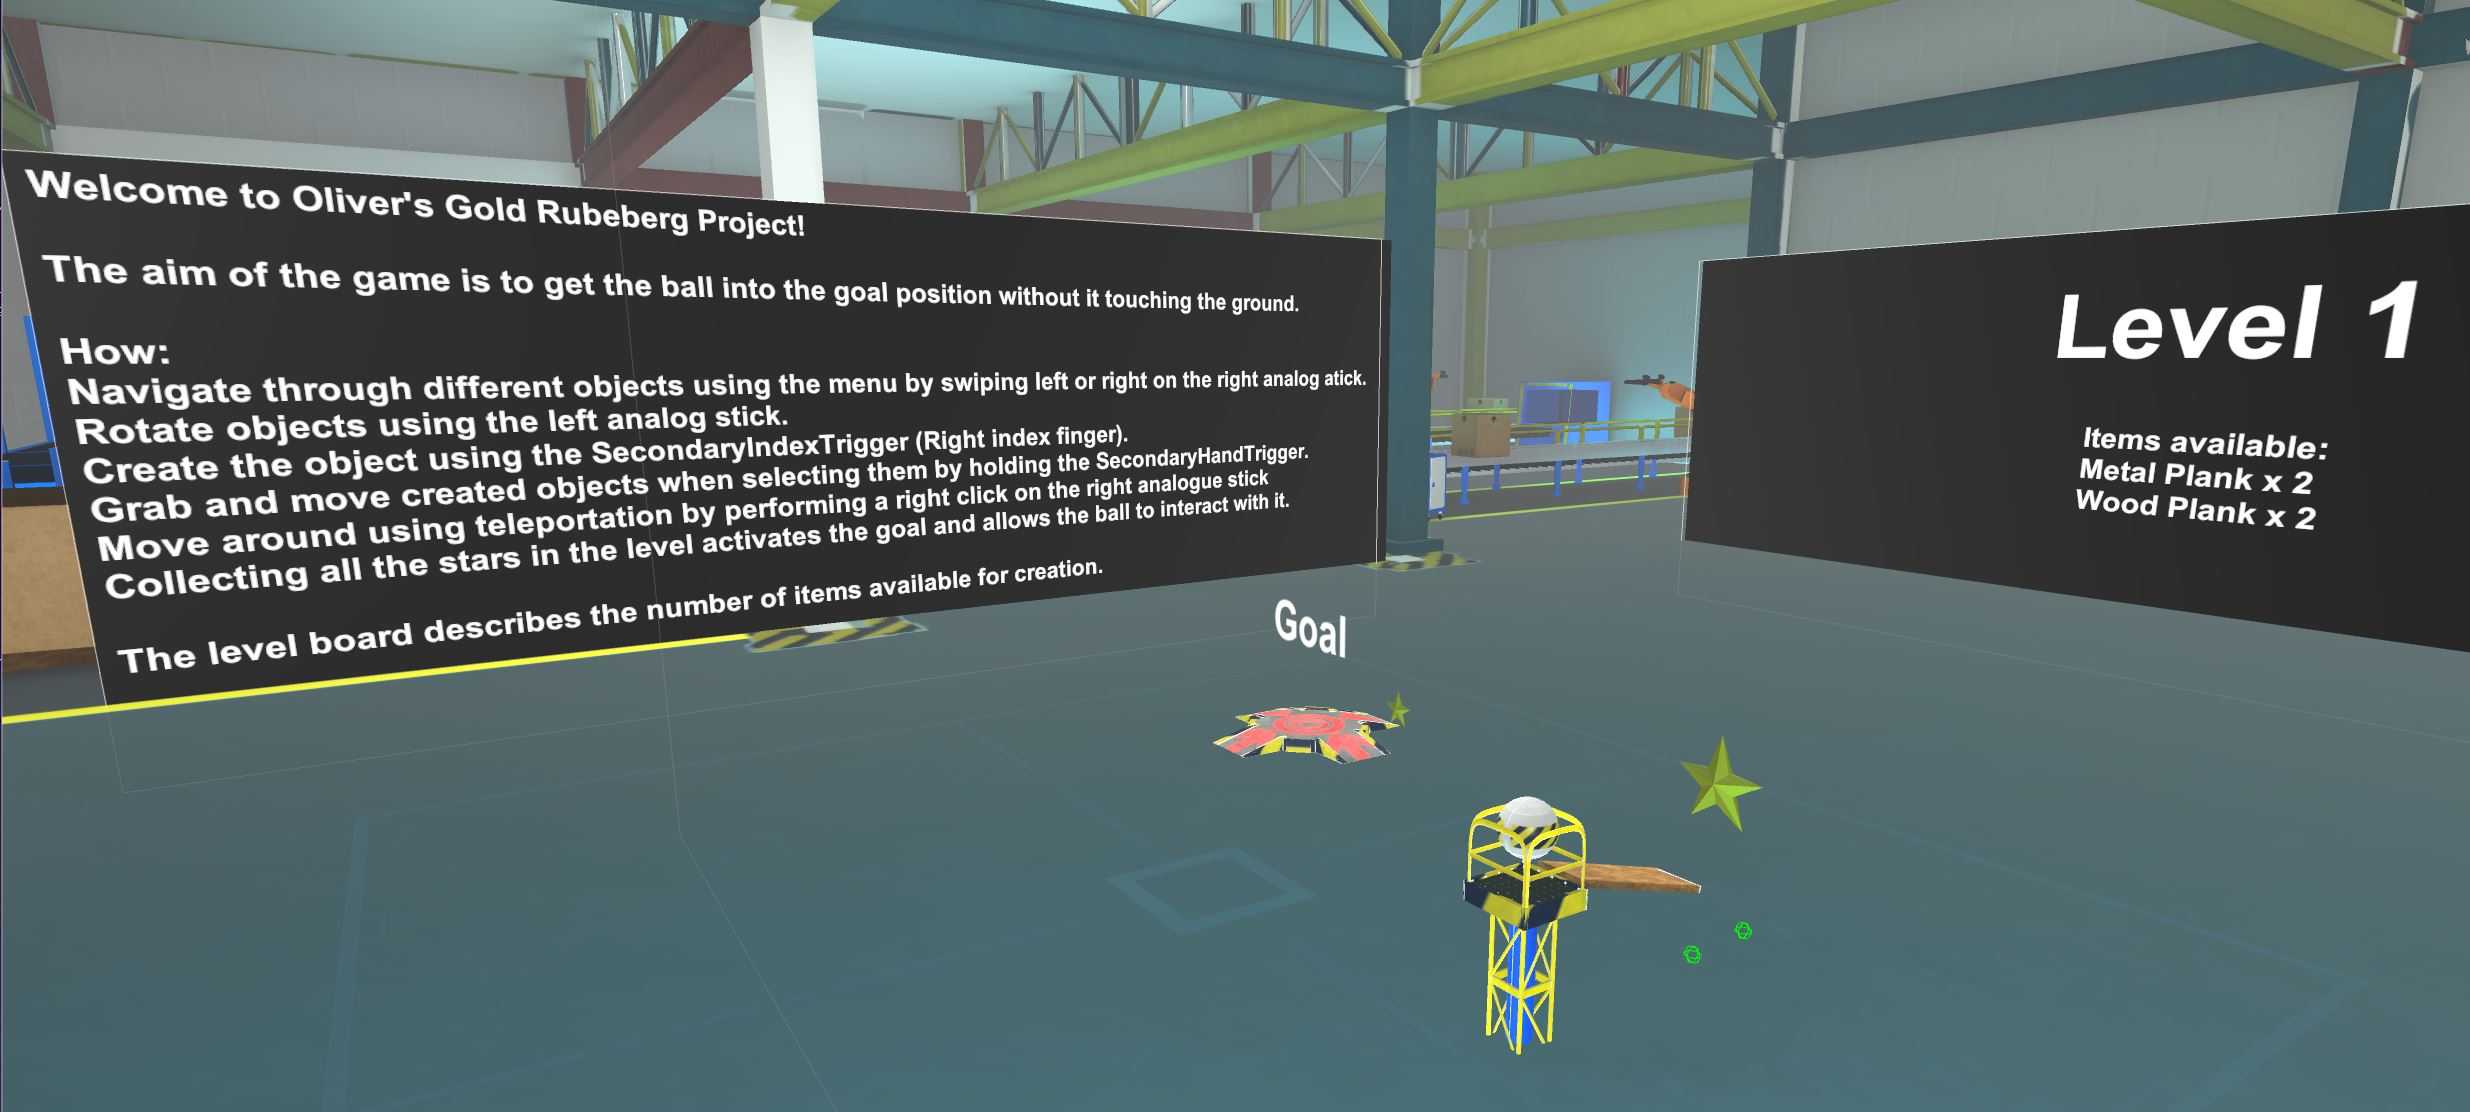 Welcome to Oliver's Gold Rubeberg Project!
The aim of the game is to get the ball into the goal position without it touching the ground.
How:
Navigate through different objects using the menu by swiping left or right on the right analog atick.
Rotate objects using the left analog stick.
Create the object using the SecondaryIndexTrigger (Right index finger).
Grab and move created objects when selecting them by holding the SecondaryHandTrigger.
Move around using teleportation by performing a right click on the right analogue stick
Collecting all the stars in the level activates the goal and allows the ball to interact with it.
The level board describes the number of items available for creation.
Level 1
Items available:
Metal Plank x 2
Wood Plank x 2
Goal